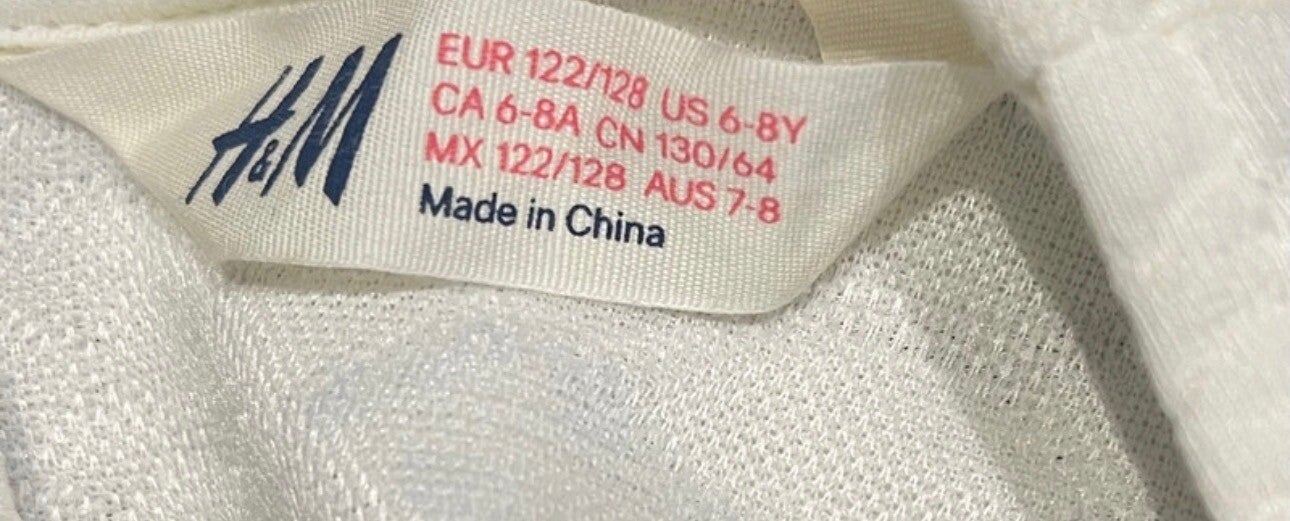 H&M
EUR 122/128 US 6-8Y
CA 6-8A CN 130/64
MX 122/128 AUS 7-8
Made in China